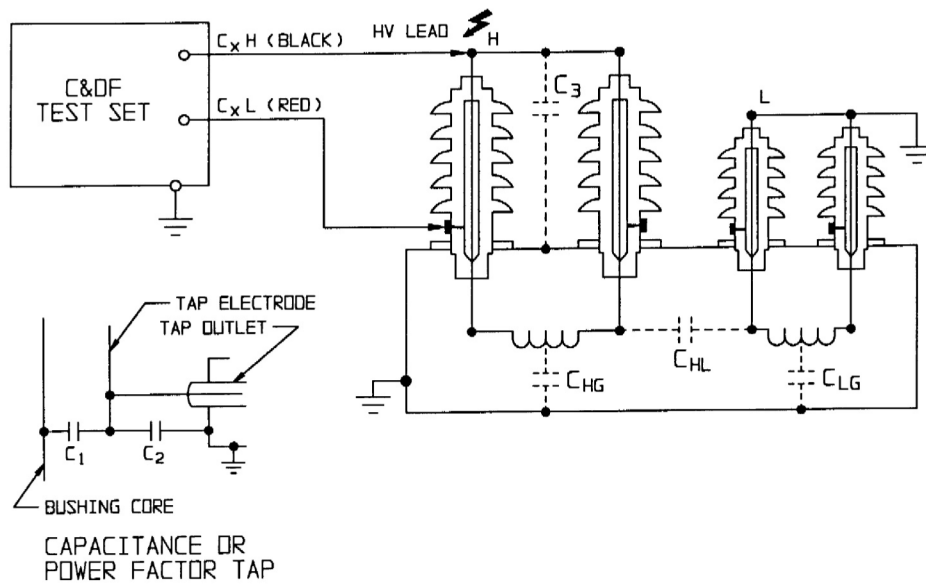 C&DF
TEST SET
CxH (BLACK)
CxL (RED)
HV LEAD
H
C3
L
CHG
CHL
CLG
TAP ELECTRODE
TAP OUTLET
C1
C2
BUSHING CORE
CAPACITANCE OR
POWER FACTOR TAP